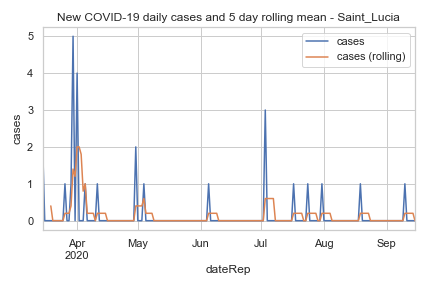 New COVID-19 daily cases and 5 day rolling mean - Saint_Lucia
cases
cases (rolling)
5
4
3
2
1
0
cases
Apr
2020
May
Jun
Jul
Aug
Sep
dateRep